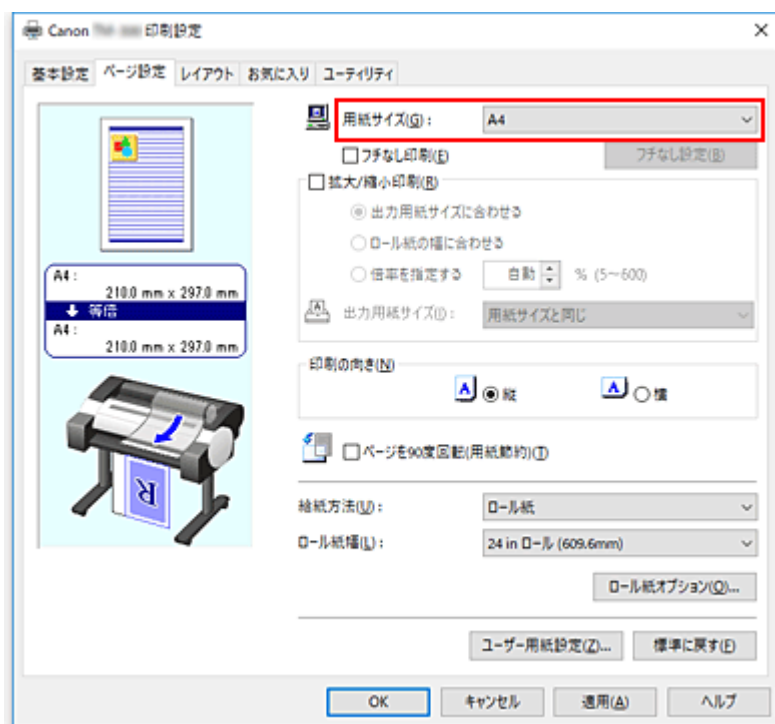 Canon 印刷設定
基本設定 ページ設定 レイアウト お気に入り ユーティリティ
用紙サイズ(G): A4
フチなし印刷(E) フチなし設定(B)
拡大/縮小印刷(R)
出力用紙サイズに合わせる
ロール紙の幅に合わせる
倍率を指定する 自動 % (5～600)
出力用紙サイズ(I): 用紙サイズと同じ
A4:
210.0 mm x 297.0 mm
等倍
A4:
210.0 mm x 297.0 mm
印刷の向き(N)
A 縦 A 横
ページを90度回転(用紙節約)(T)
R
給紙方法(U): ロール紙
ロール紙幅(L): 24 in ロール (609.6mm)
ロール紙オプション(Q)...
ユーザー用紙設定(Z)... 標準に戻す(F)
OK キャンセル 適用(A) ヘルプ